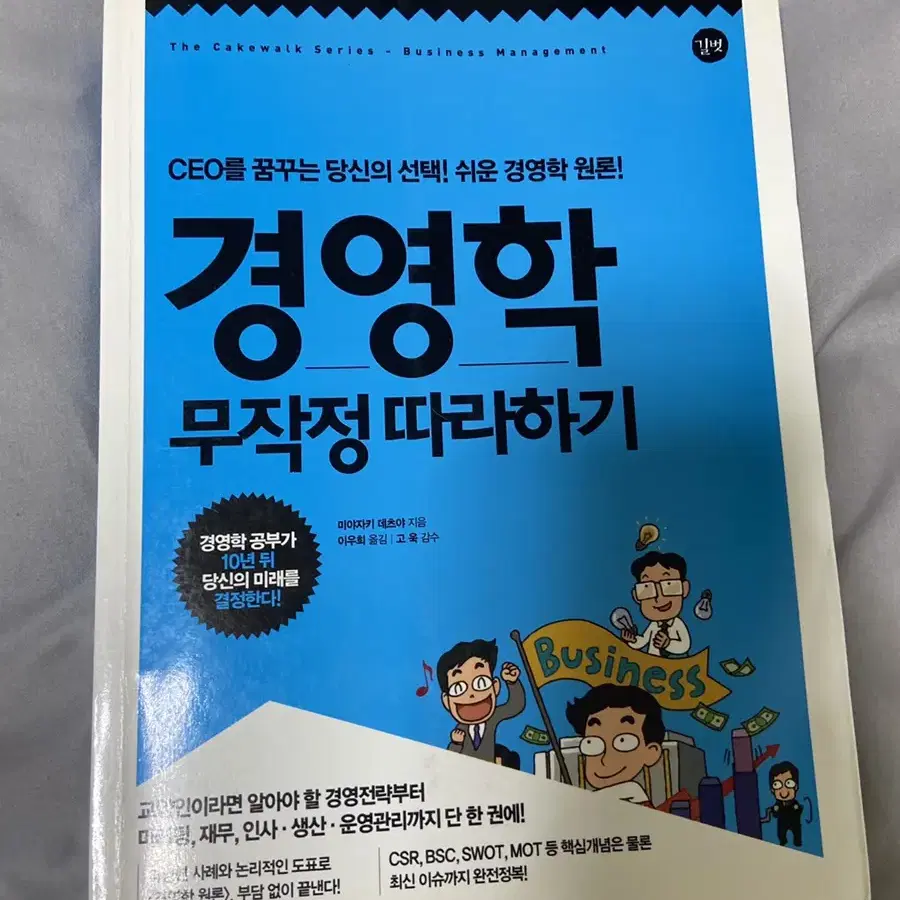 The Cakewalk Series - Business Management
길벗
CEO를 꿈꾸는 당신의 선택! 쉬운 경영학 원론!
경영학
무작정 따라하기
미야자키 데츠야 지음
이우희 옮김 | 고 욱 감수
경영학 공부가
10년 뒤
당신의 미래를
결정한다!
Business
알아야 할 경영전략부터
재무, 인사·생산·운영관리까지 단 한 권에!
사례와 논리적인 도표로
원론〉, 부담 없이 끝낸다!
CSR, BSC, SWOT, MOT 등 핵심개념은 물론
최신 이슈까지 완전정복!